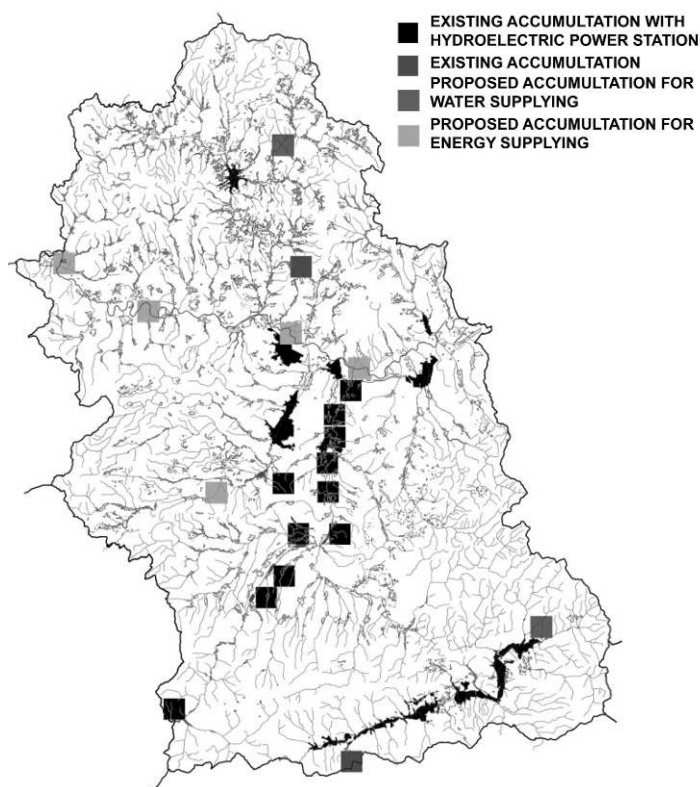 EXISTING ACCUMULTATION WITH
HYDROELECTRIC POWER STATION
EXISTING ACCUMULTATION
PROPOSED ACCUMULTATION FOR
WATER SUPPLYING
PROPOSED ACCUMULTATION FOR
ENERGY SUPPLYING